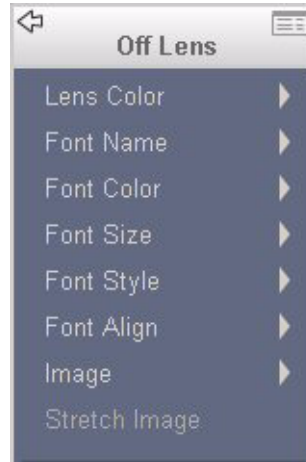 Off Lens
Lens Color
Font Name
Font Color
Font Size
Font Style
Font Align
Image
Stretch Image